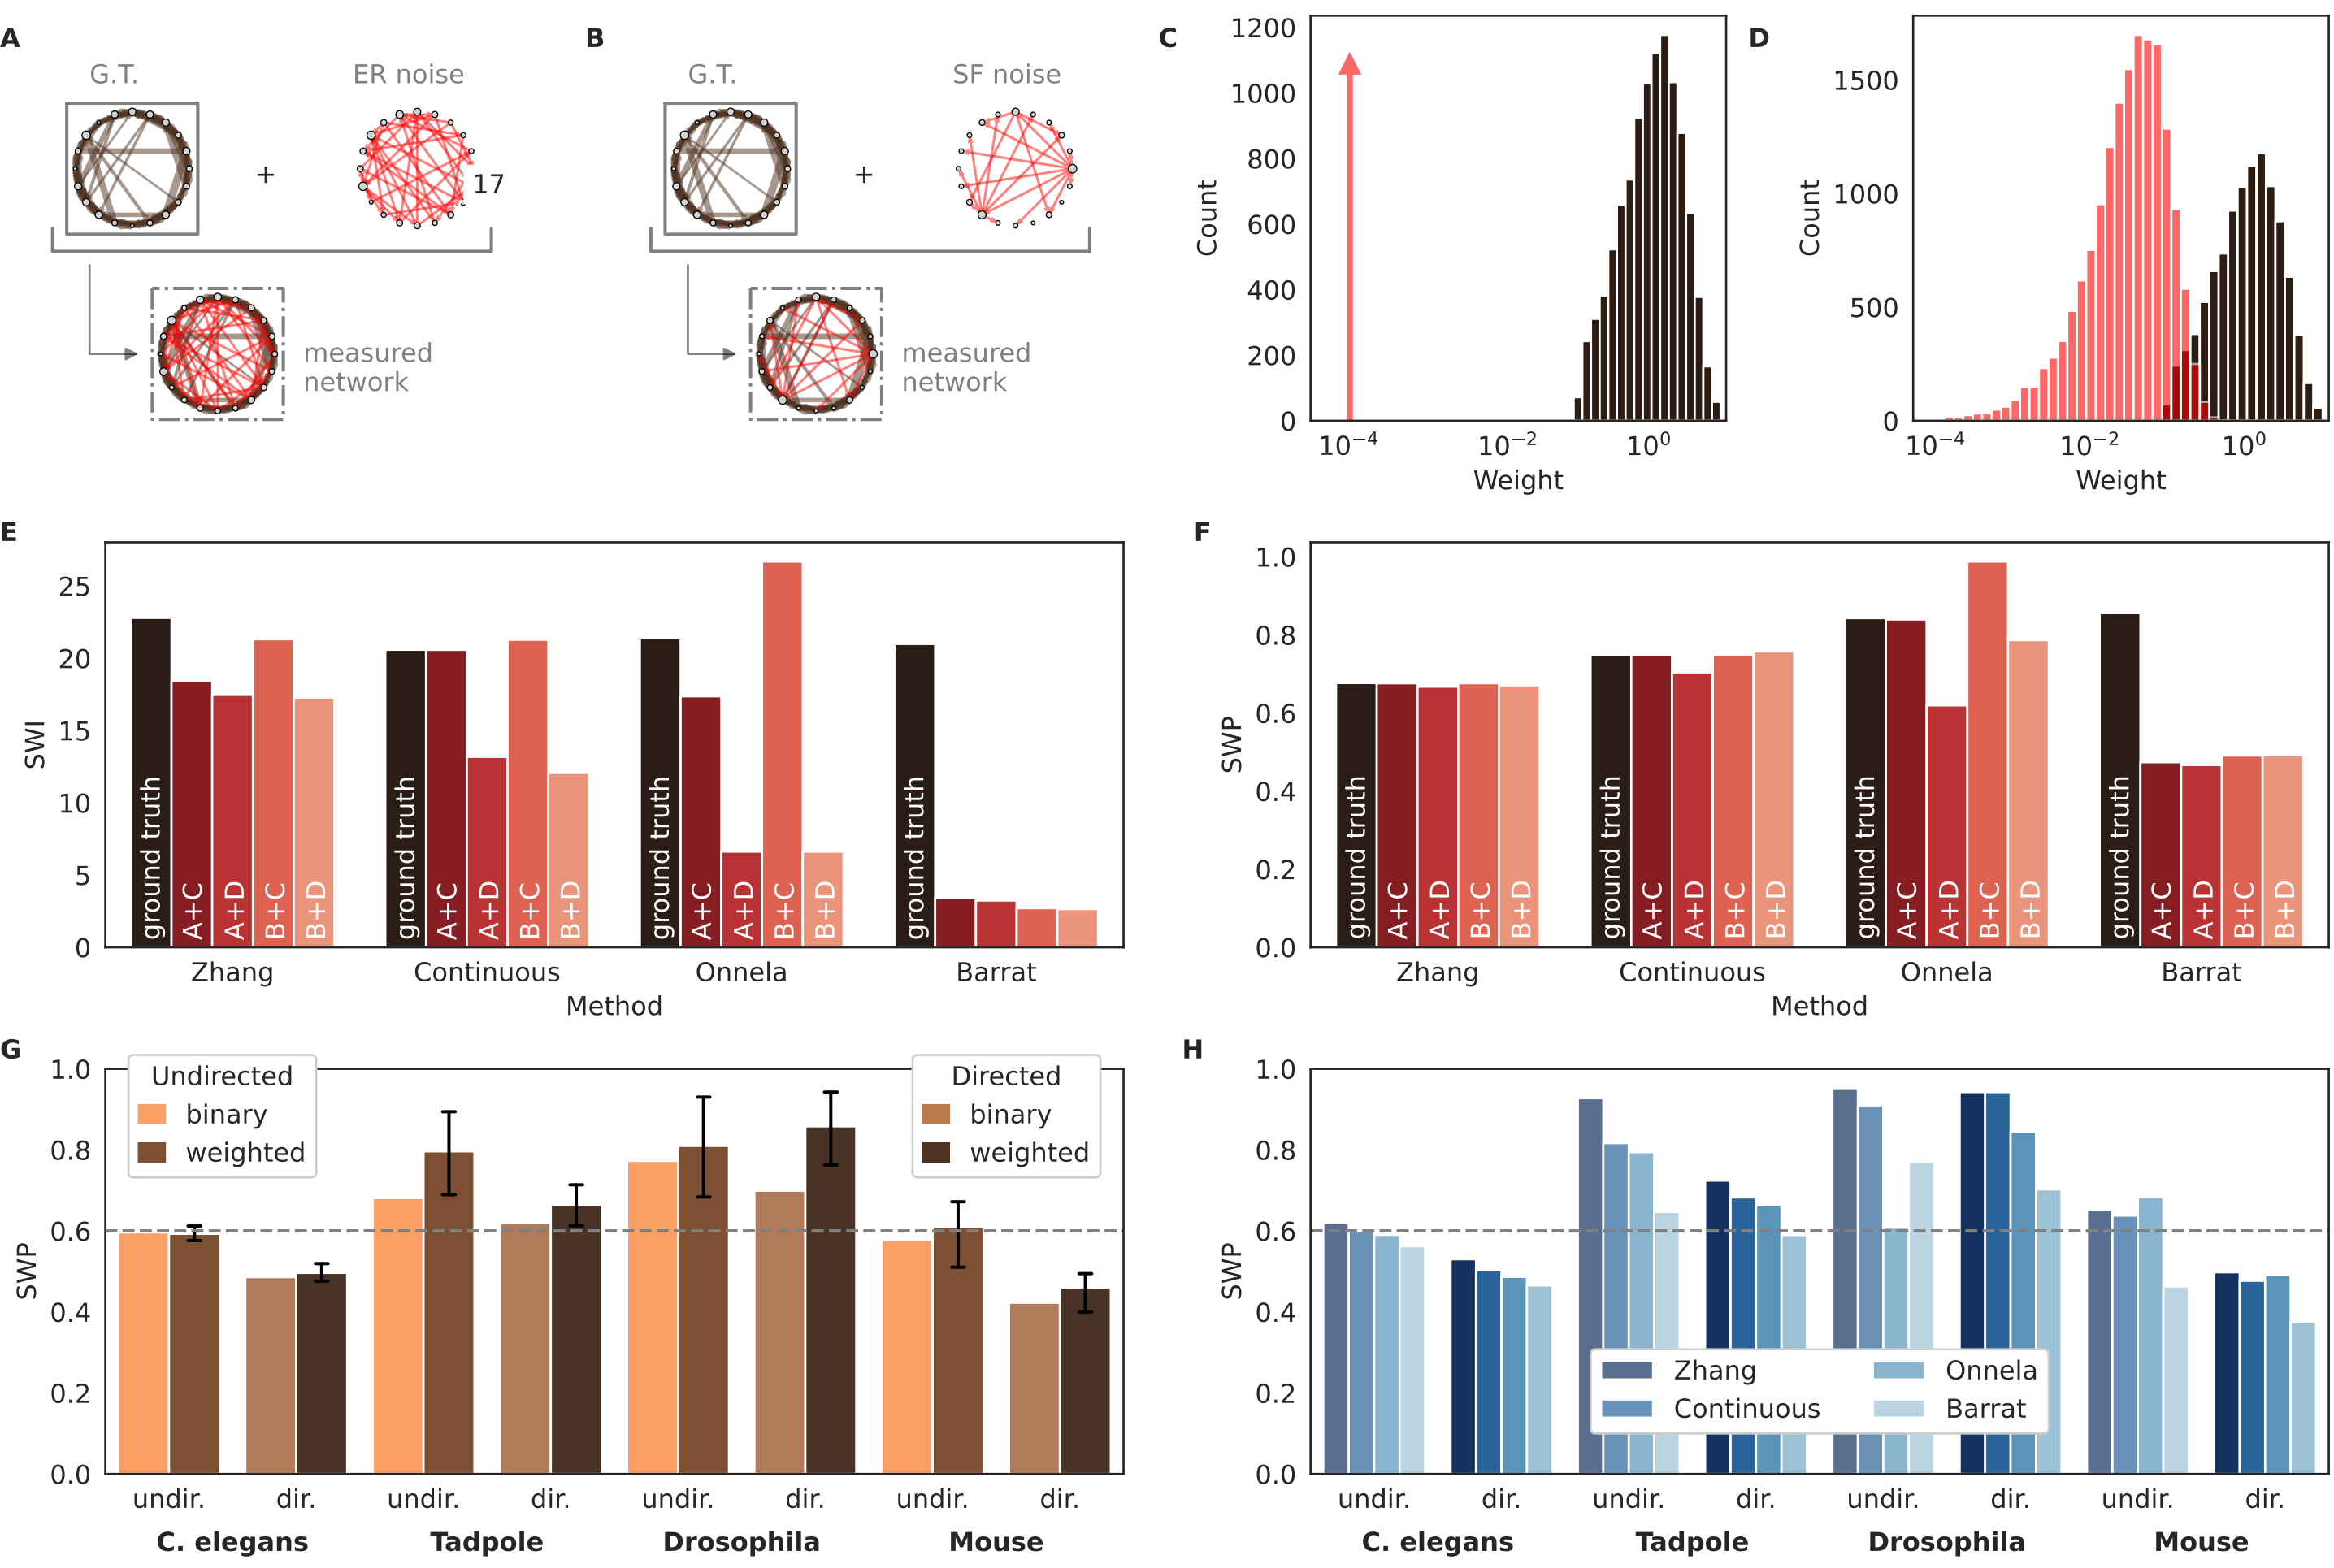 A
G.T.
ER noise
+
17
measured
network
B
G.T.
SF noise
+
measured
network
C
1200
1000
800
600
400
200
0
Count
10⁻⁴
10⁻²
10⁰
Weight
D
1500
1000
500
0
Count
10⁻⁴
10⁻²
10⁰
Weight
E
25
20
15
10
5
0
SWI
ground truth
A+C
A+D
B+C
B+D
ground truth
A+C
A+D
B+C
B+D
ground truth
A+C
A+D
B+C
B+D
ground truth
Zhang
Continuous
Onnela
Barrat
Method
F
1.0
0.8
0.6
0.4
0.2
0.0
SWP
ground truth
A+C
A+D
B+C
B+D
ground truth
A+C
A+D
B+C
B+D
ground truth
A+C
A+D
B+C
B+D
ground truth
A+C
A+D
B+C
B+D
Zhang
Continuous
Onnela
Barrat
Method
G
1.0
0.8
0.6
0.4
0.2
0.0
SWP
Undirected
binary
weighted
Directed
binary
weighted
undir.
dir.
undir.
dir.
undir.
dir.
undir.
dir.
C. elegans
Tadpole
Drosophila
Mouse
H
1.0
0.8
0.6
0.4
0.2
0.0
SWP
Zhang
Continuous
Onnela
Barrat
undir.
dir.
undir.
dir.
undir.
dir.
undir.
dir.
C. elegans
Tadpole
Drosophila
Mouse